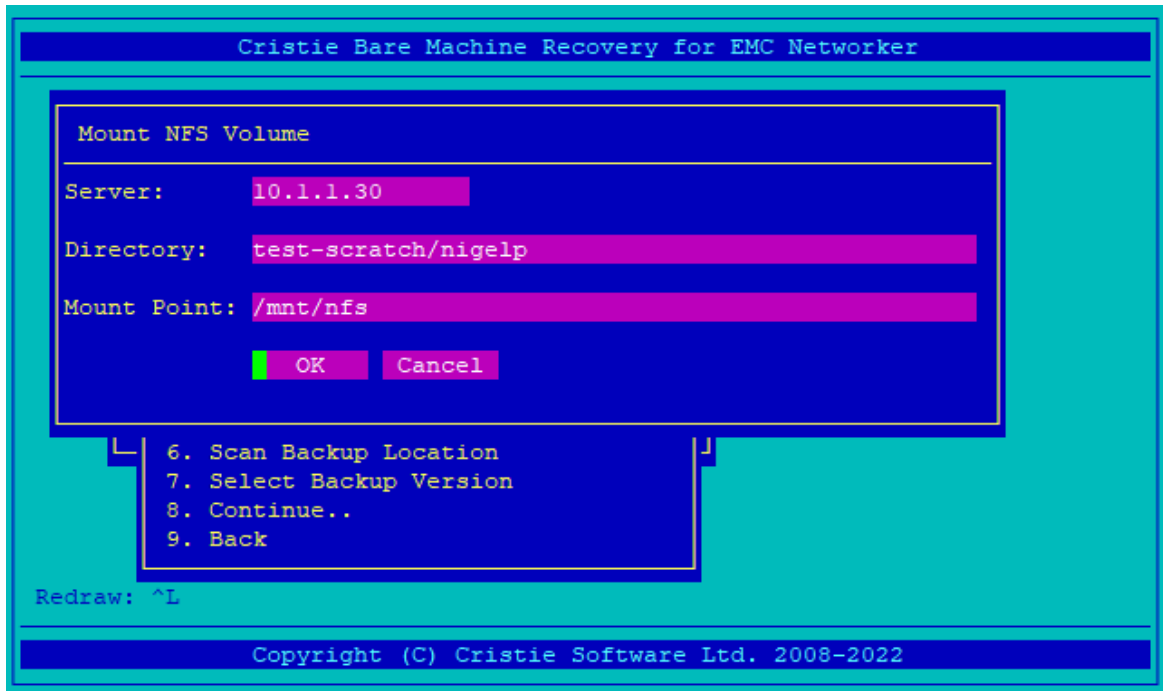 Cristie Bare Machine Recovery for EMC Networker
Mount NFS Volume
Server: 10.1.1.30
Directory: test-scratch/nigelp
Mount Point: /mnt/nfs
OK Cancel
6. Scan Backup Location
7. Select Backup Version
8. Continue..
9. Back
Redraw: ^L
Copyright (C) Cristie Software Ltd. 2008-2022